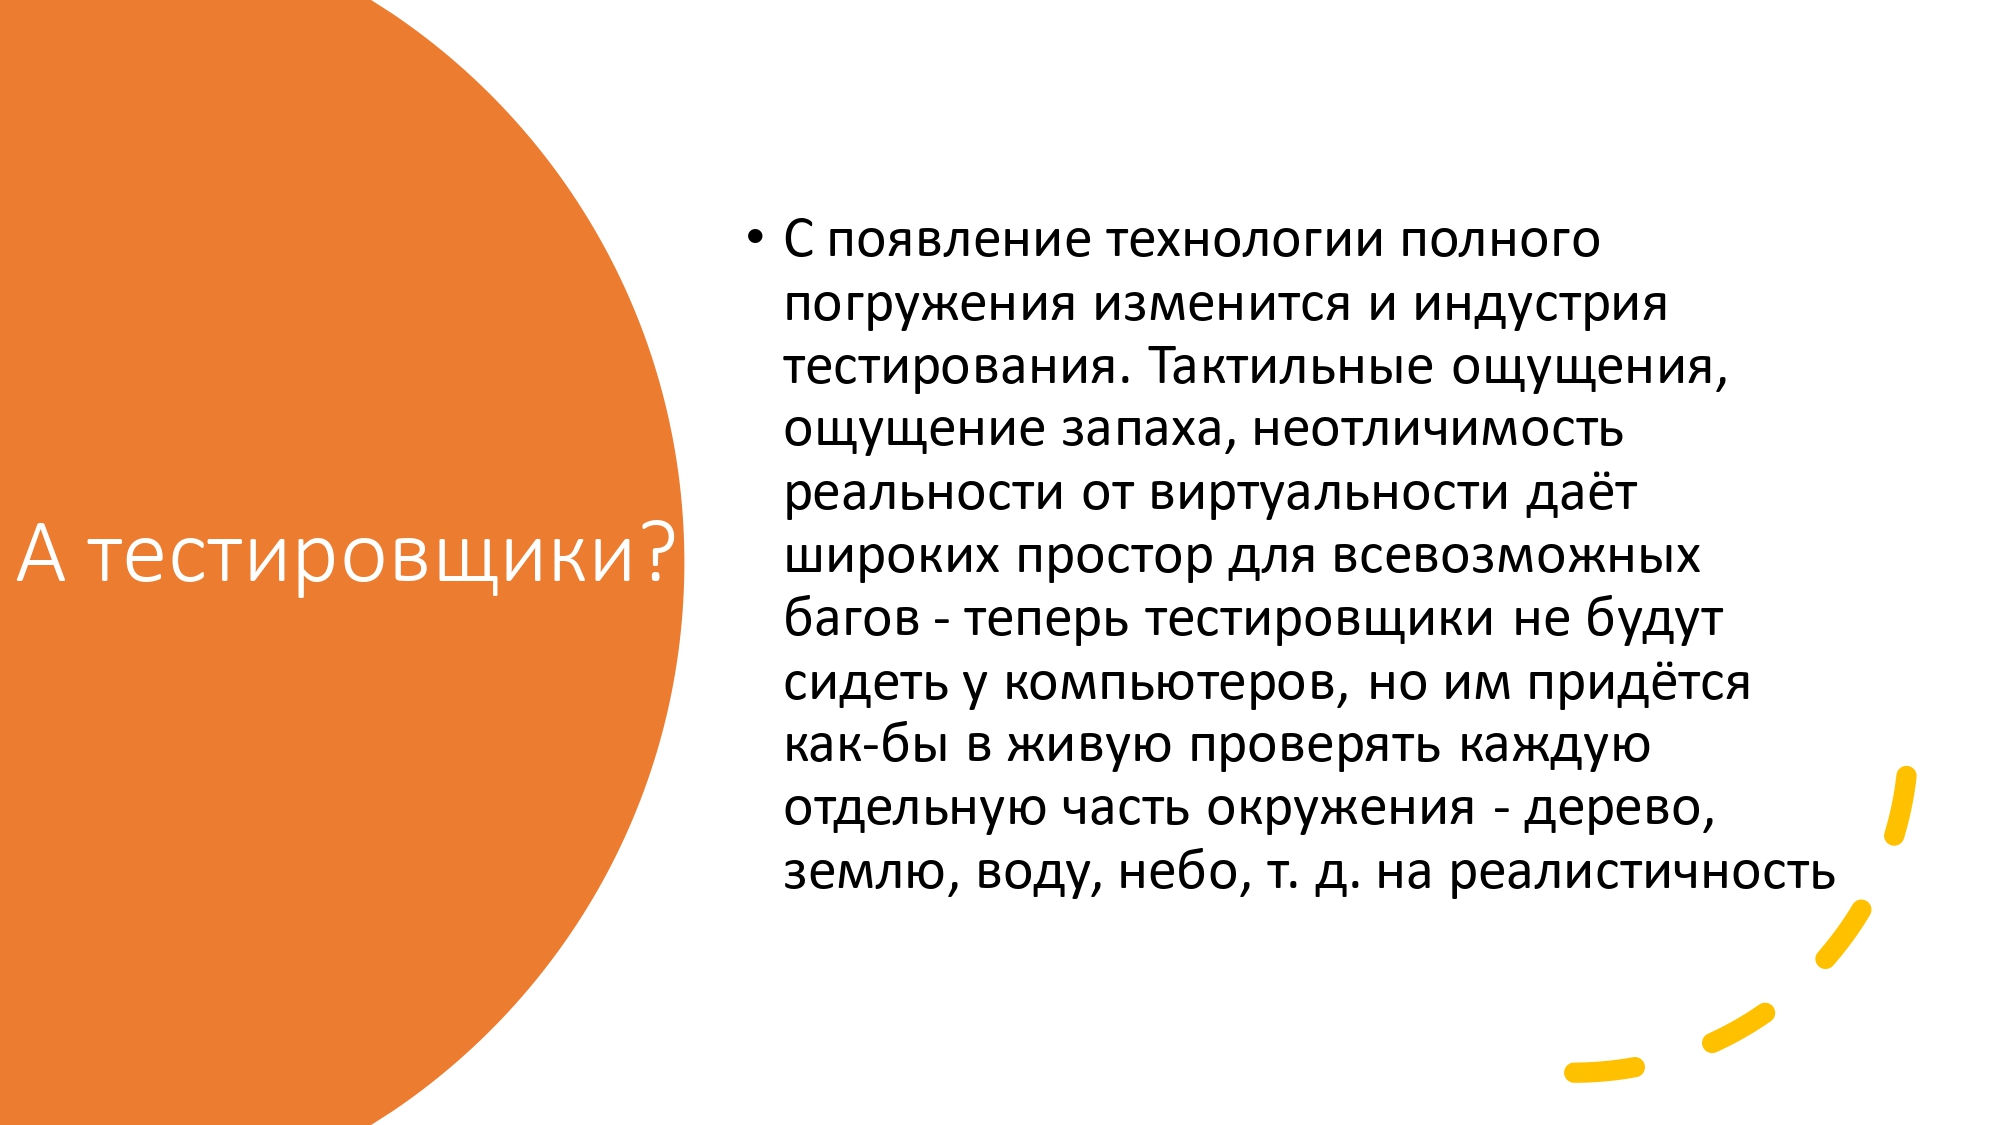 А тестировщики?
• С появление технологии полного
погружения изменится и индустрия
тестирования. Тактильные ощущения,
ощущение запаха, неотличимость
реальности от виртуальности даёт
широких простор для всевозможных
багов - теперь тестировщики не будут
сидеть у компьютеров, но им придётся
как-бы в живую проверять каждую
отдельную часть окружения - дерево,
землю, воду, небо, т. д. на реалистичность